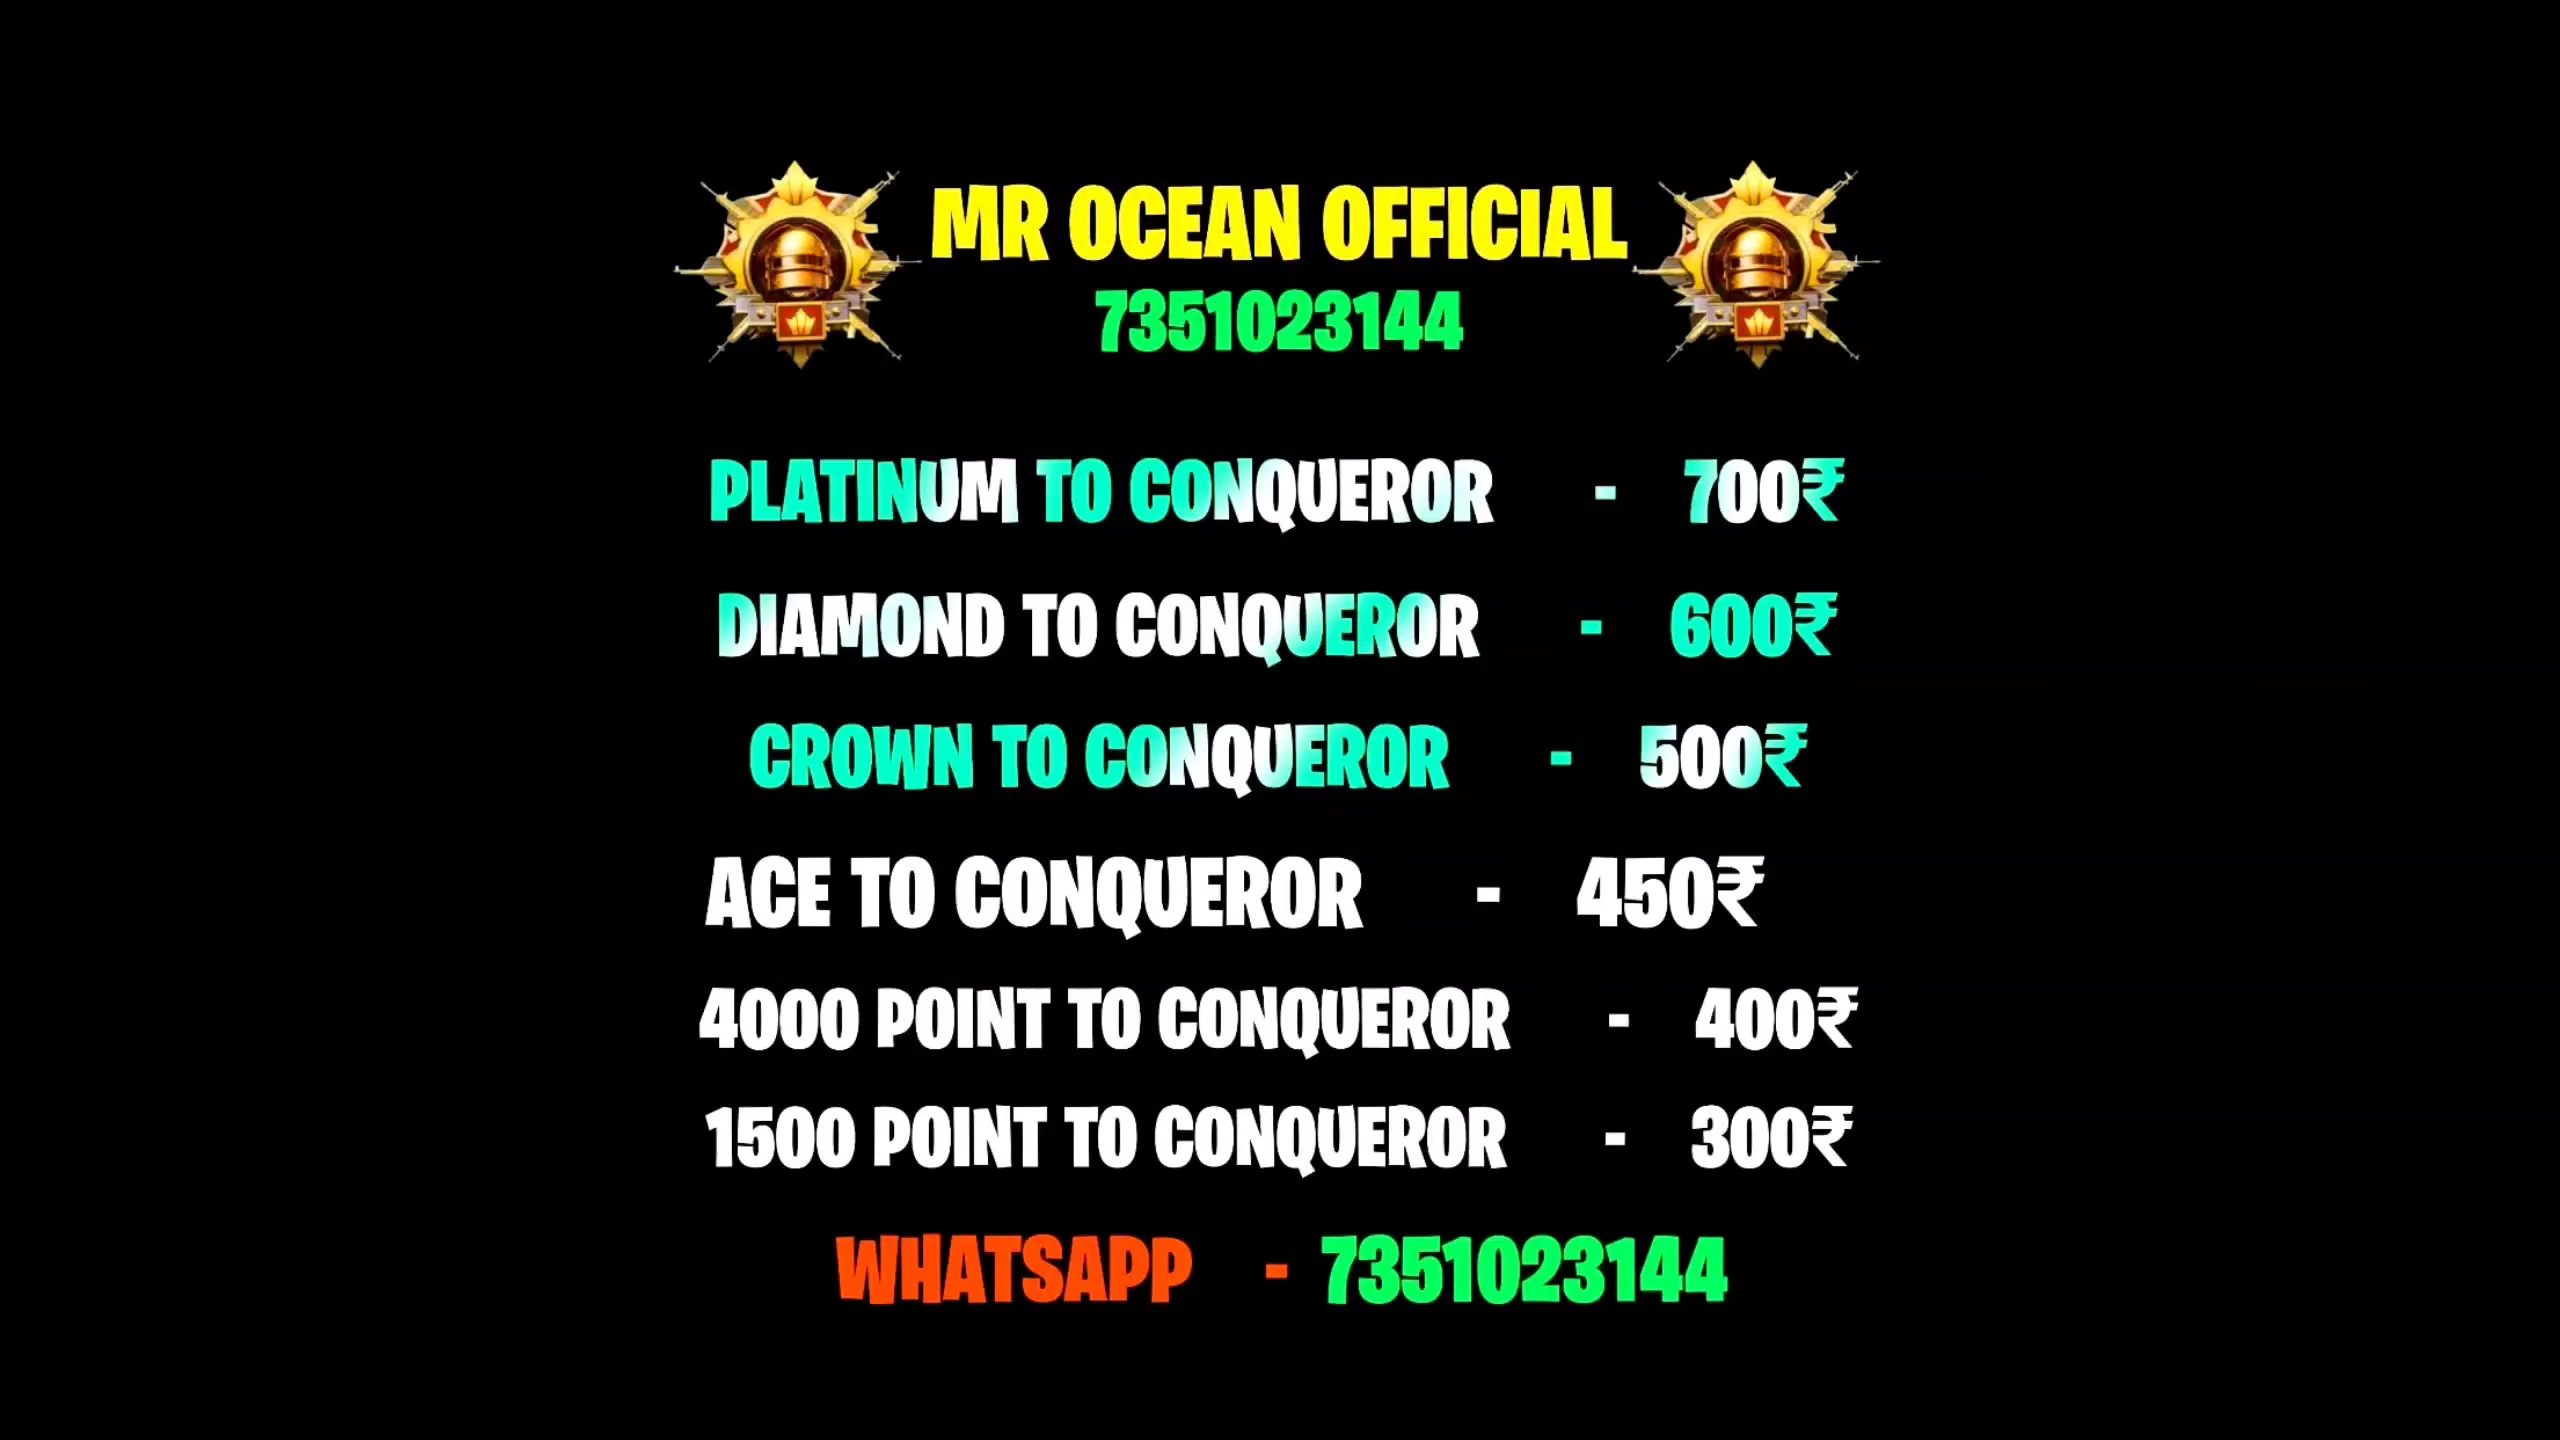 MR OCEAN OFFICIAL
7351023144
PLATINUM TO CONQUEROR - 700₹
DIAMOND TO CONQUEROR - 600₹
CROWN TO CONQUEROR - 500₹
ACE TO CONQUEROR - 450₹
4000 POINT TO CONQUEROR - 400₹
1500 POINT TO CONQUEROR - 300₹
WHATSAPP - 7351023144